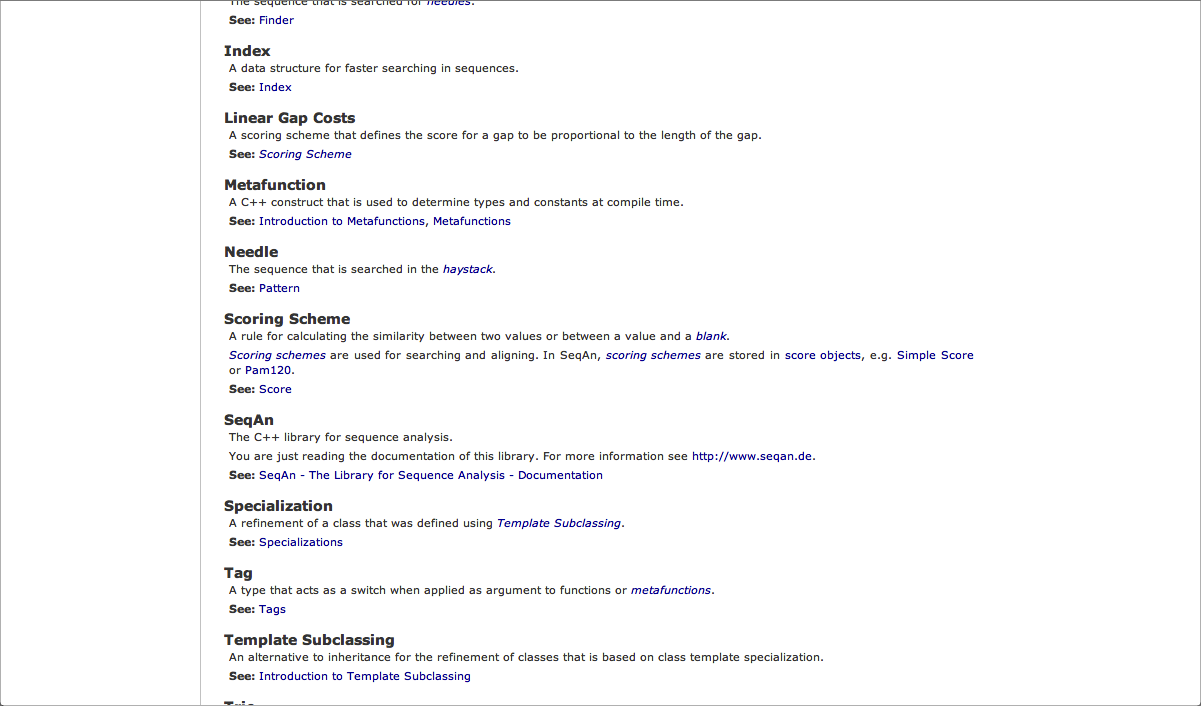 The sequence that is searched for needles.
See: Finder
Index
A data structure for faster searching in sequences.
See: Index
Linear Gap Costs
A scoring scheme that defines the score for a gap to be proportional to the length of the gap.
See: Scoring Scheme
Metafunction
A C++ construct that is used to determine types and constants at compile time.
See: Introduction to Metafunctions, Metafunctions
Needle
The sequence that is searched in the haystack.
See: Pattern
Scoring Scheme
A rule for calculating the similarity between two values or between a value and a blank.
Scoring schemes are used for searching and aligning. In SeqAn, scoring schemes are stored in score objects, e.g. Simple Score
or Pam120.
See: Score
SeqAn
The C++ library for sequence analysis.
You are just reading the documentation of this library. For more information see http://www.seqan.de.
See: SeqAn - The Library for Sequence Analysis - Documentation
Specialization
A refinement of a class that was defined using Template Subclassing.
See: Specializations
Tag
A type that acts as a switch when applied as argument to functions or metafunctions.
See: Tags
Template Subclassing
An alternative to inheritance for the refinement of classes that is based on class template specialization.
See: Introduction to Template Subclassing